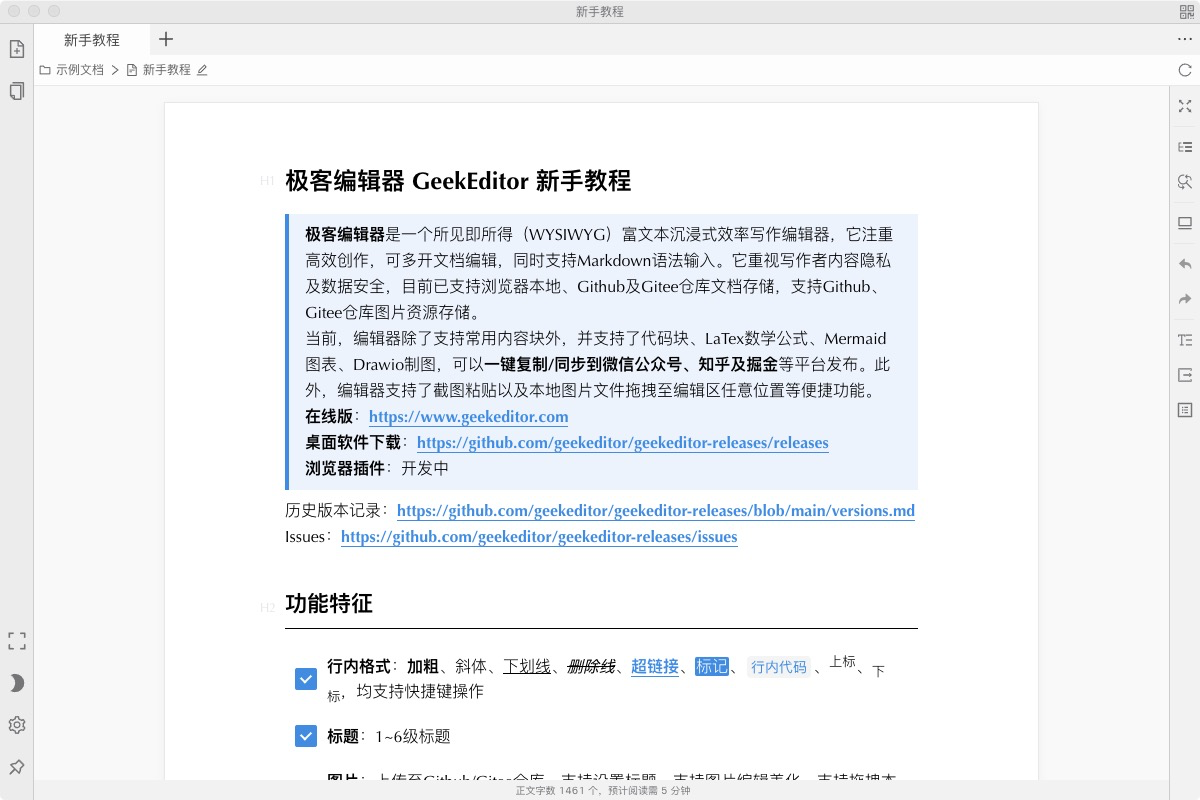 新手教程
新手教程
示例文档 > 新手教程
H1 极客编辑器 GeekEditor 新手教程
极客编辑器是一个所见即所得（WYSIWYG）富文本沉浸式效率写作编辑器，它注重
高效创作，可多开文档编辑，同时支持Markdown语法输入。它重视写作者内容隐私
及数据安全，目前已支持浏览器本地、Github及Gitee仓库文档存储，支持Github、
Gitee仓库图片资源存储。
当前，编辑器除了支持常用内容块外，并支持了代码块、LaTex数学公式、Mermaid
图表、Drawio制图，可以一键复制/同步到微信公众号、知乎及掘金等平台发布。此
外，编辑器支持了截图粘贴以及本地图片文件拖拽至编辑区任意位置等便捷功能。
在线版：https://www.geekeditor.com
桌面软件下载：https://github.com/geekeditor/geekeditor-releases/releases
浏览器插件：开发中
历史版本记录：https://github.com/geekeditor/geekeditor-releases/blob/main/versions.md
Issues：https://github.com/geekeditor/geekeditor-releases/issues
H2 功能特征
行内格式：加粗、斜体、下划线、删除线、超链接、标记、 行内代码 、上标、下
标，均支持快捷键操作
标题：1~6级标题
图片：上传至Github/Gitee仓库、支持设置标题、支持图片编辑美化、支持拖拽本
正文字数 1461 个，预计阅读需 5 分钟